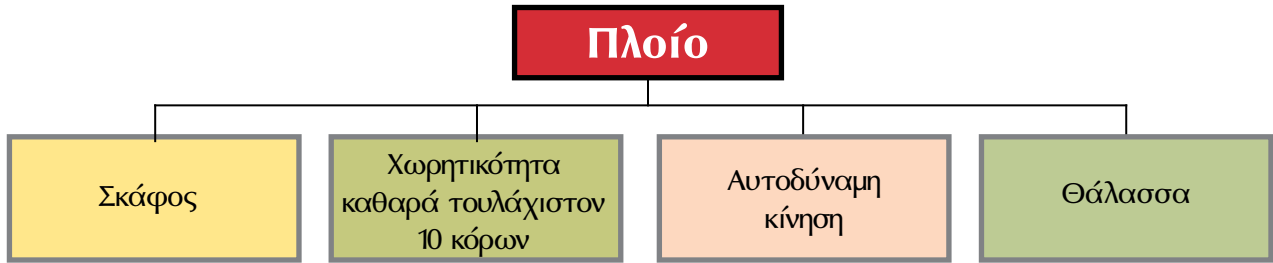 Πλοίο
Σκάφος
Χωρητικότητα
καθαρά τουλάχιστον
10 κόρων
Αυτοδύναμη
κίνηση
Θάλασσα